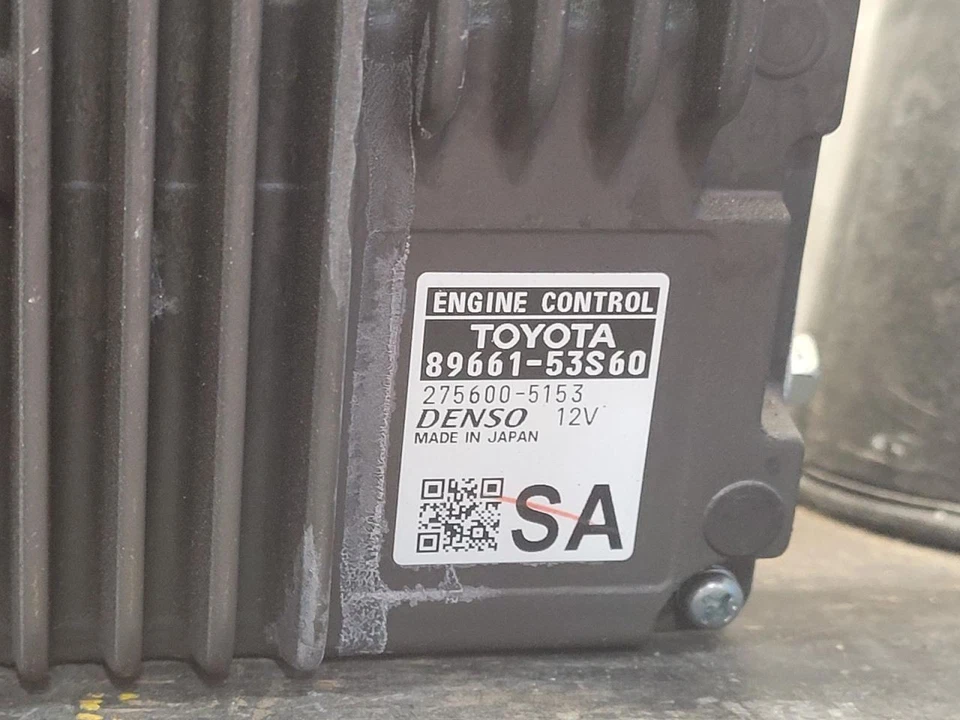 ENGINE CONTROL
TOYOTA
89661-53S60
275600-5153
DENSO 12V
MADE IN JAPAN
SA